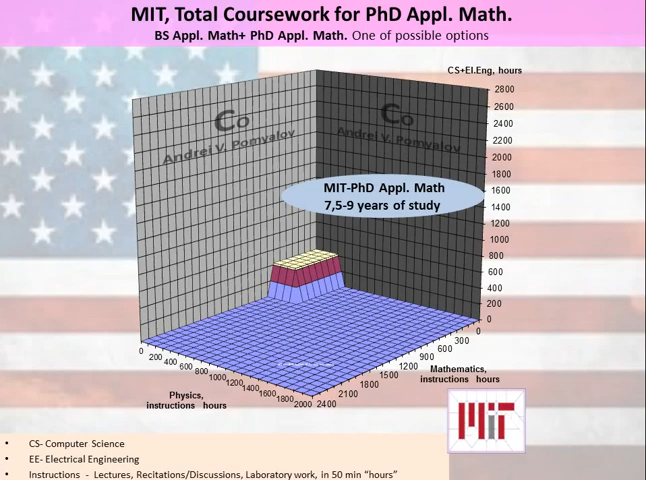 MIT, Total Coursework for PhD Appl. Math.
BS Appl. Math+ PhD Appl. Math. One of possible options
CS+El.Eng, hours
2800
2600
2400
2200
2000
1800
1600
1400
1200
1000
800
600
400
200
0
Co
Andrei V. Pomyalov
Co
Andrei V. Pomyalov
MIT-PhD Appl. Math
7,5-9 years of study
0
200
400
600
800
1000
1200
1400
1600
1800
2000
Physics,
instructions hours
0
300
600
900
1200
1500
1800
2100
2400
Mathematics,
instructions hours
MIT
• CS- Computer Science
• EE- Electrical Engineering
• Instructions - Lectures, Recitations/Discussions, Laboratory work, in 50 min “hours”